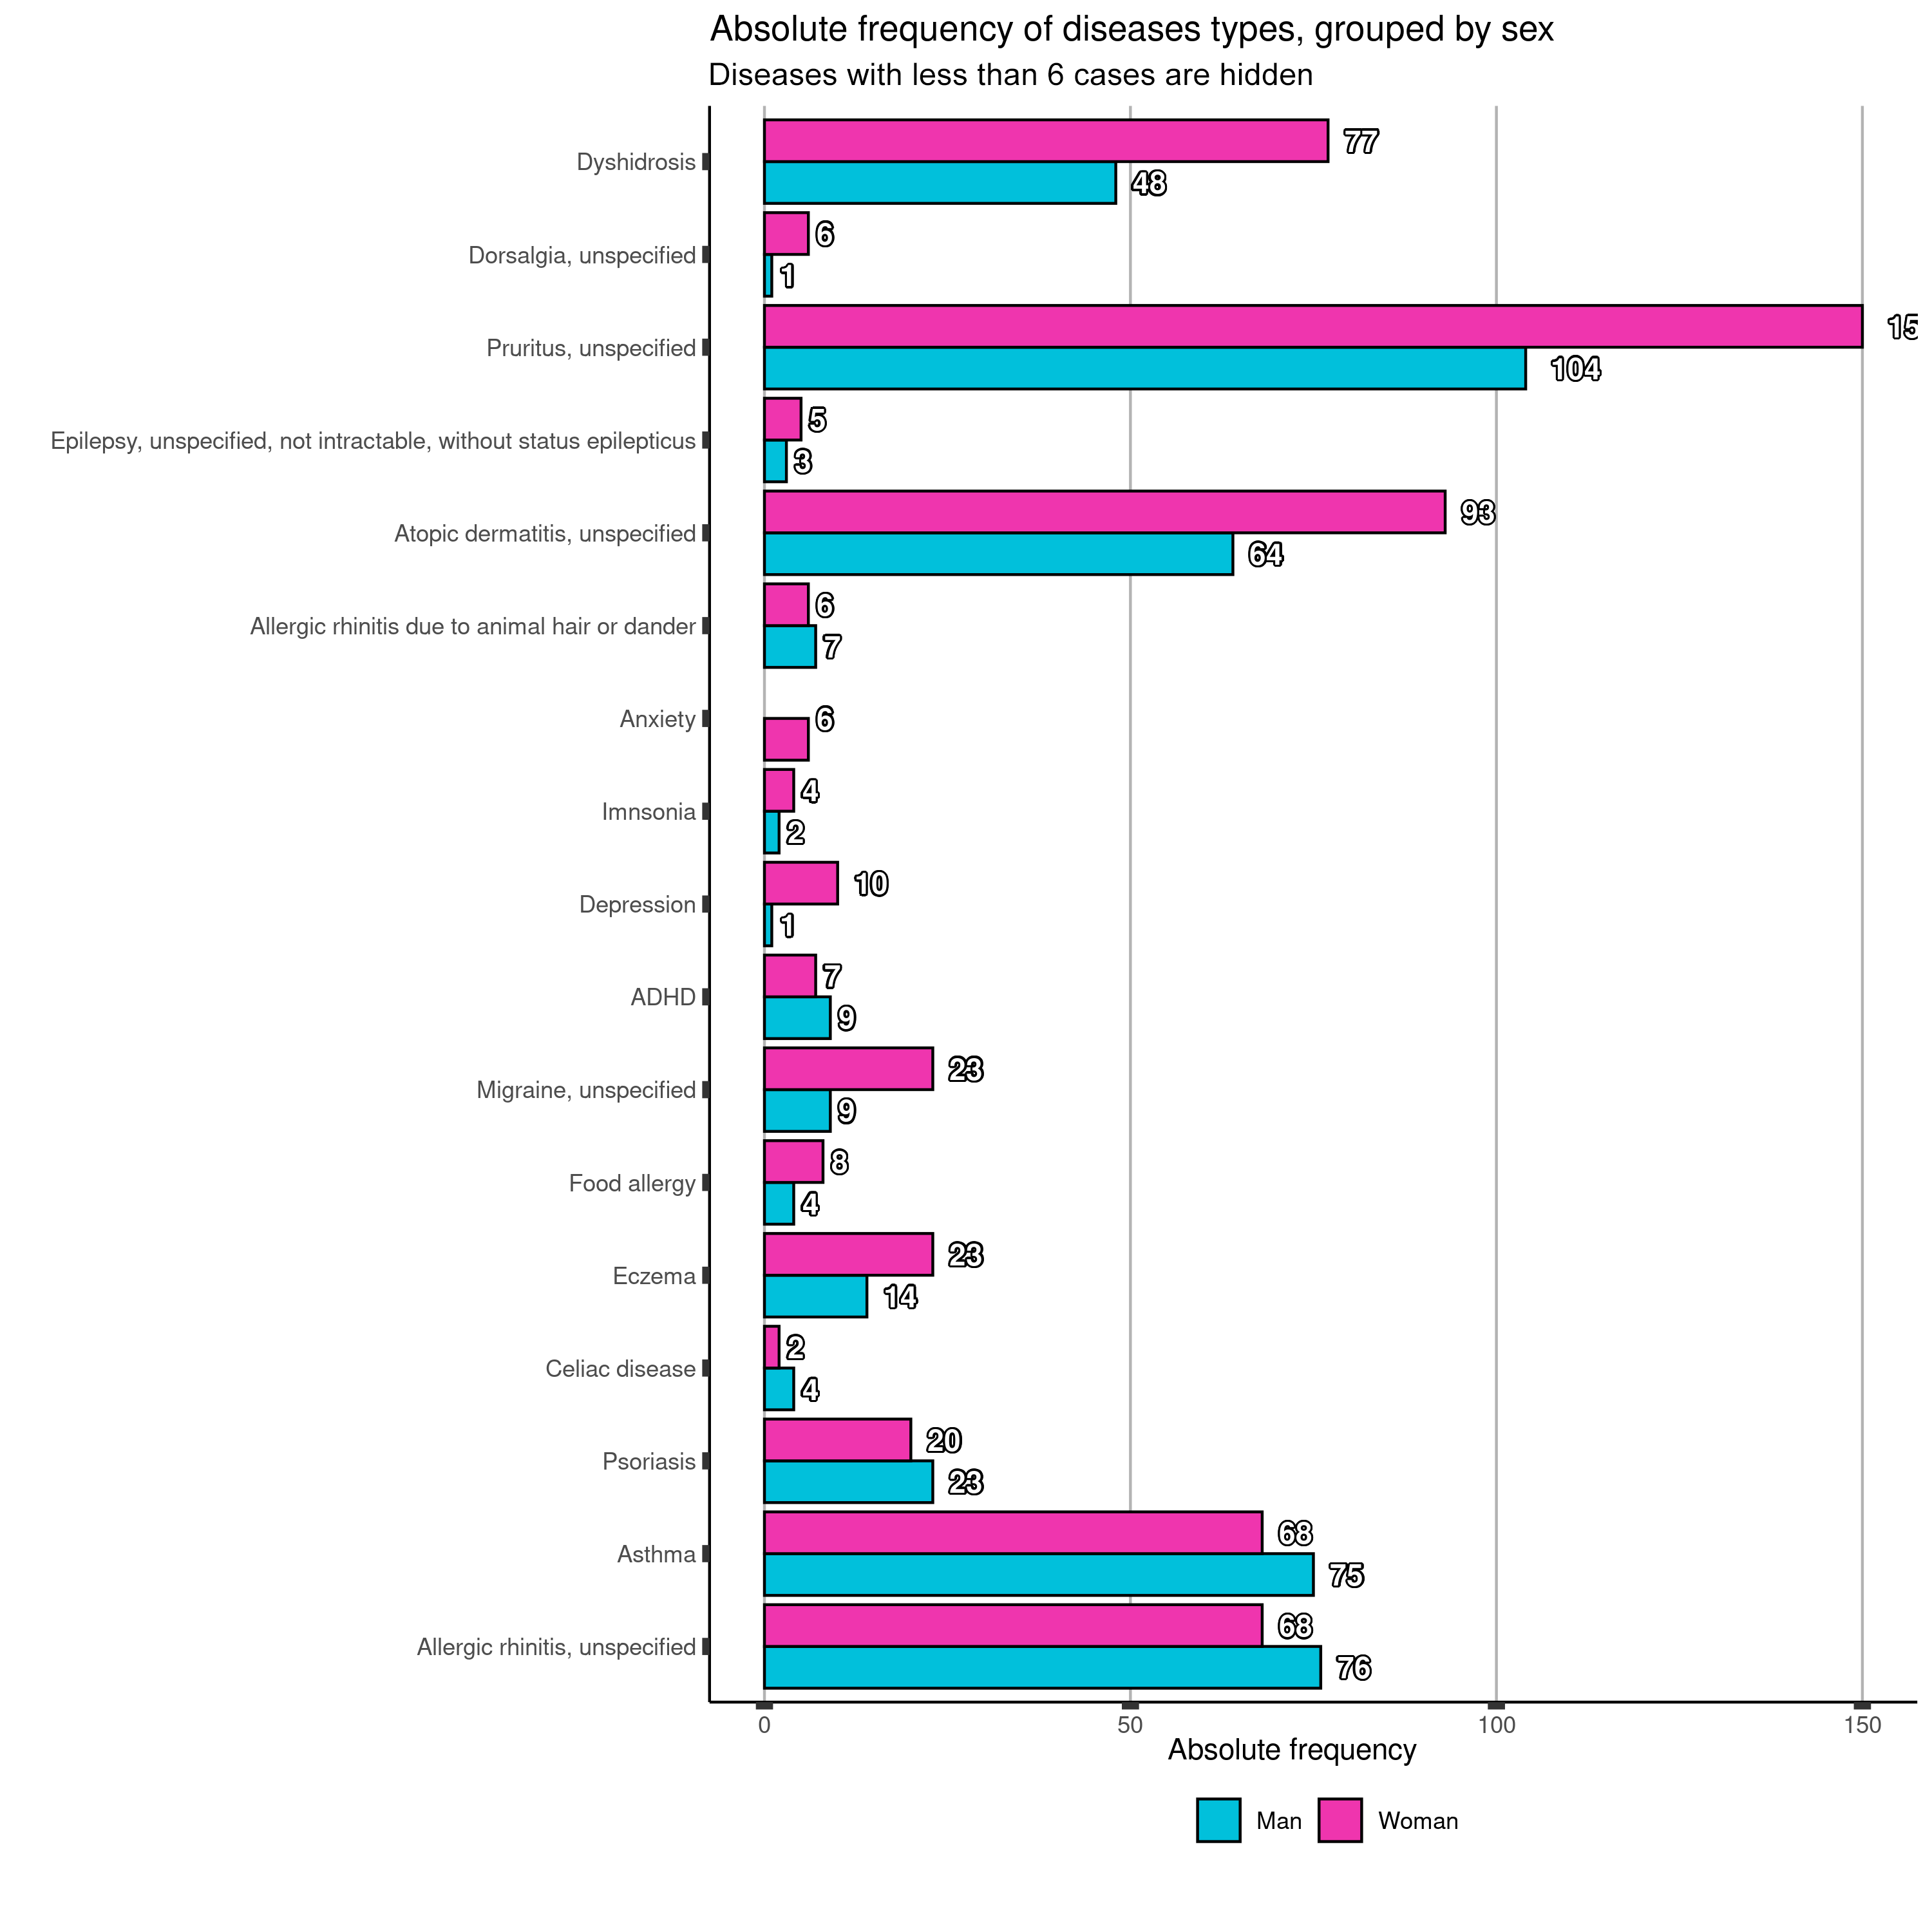 Absolute frequency of diseases types, grouped by sex
Diseases with less than 6 cases are hidden
Dyshidrosis
77
48
Dorsalgia, unspecified
6
1
Pruritus, unspecified
15
104
Epilepsy, unspecified, not intractable, without status epilepticus
5
3
Atopic dermatitis, unspecified
93
64
Allergic rhinitis due to animal hair or dander
6
7
Anxiety
6
Imnsonia
4
2
Depression
10
1
ADHD
7
9
Migraine, unspecified
23
9
Food allergy
8
4
Eczema
23
14
Celiac disease
2
4
Psoriasis
20
23
Asthma
68
75
Allergic rhinitis, unspecified
68
76
0 50 100 150
Absolute frequency
Man Woman